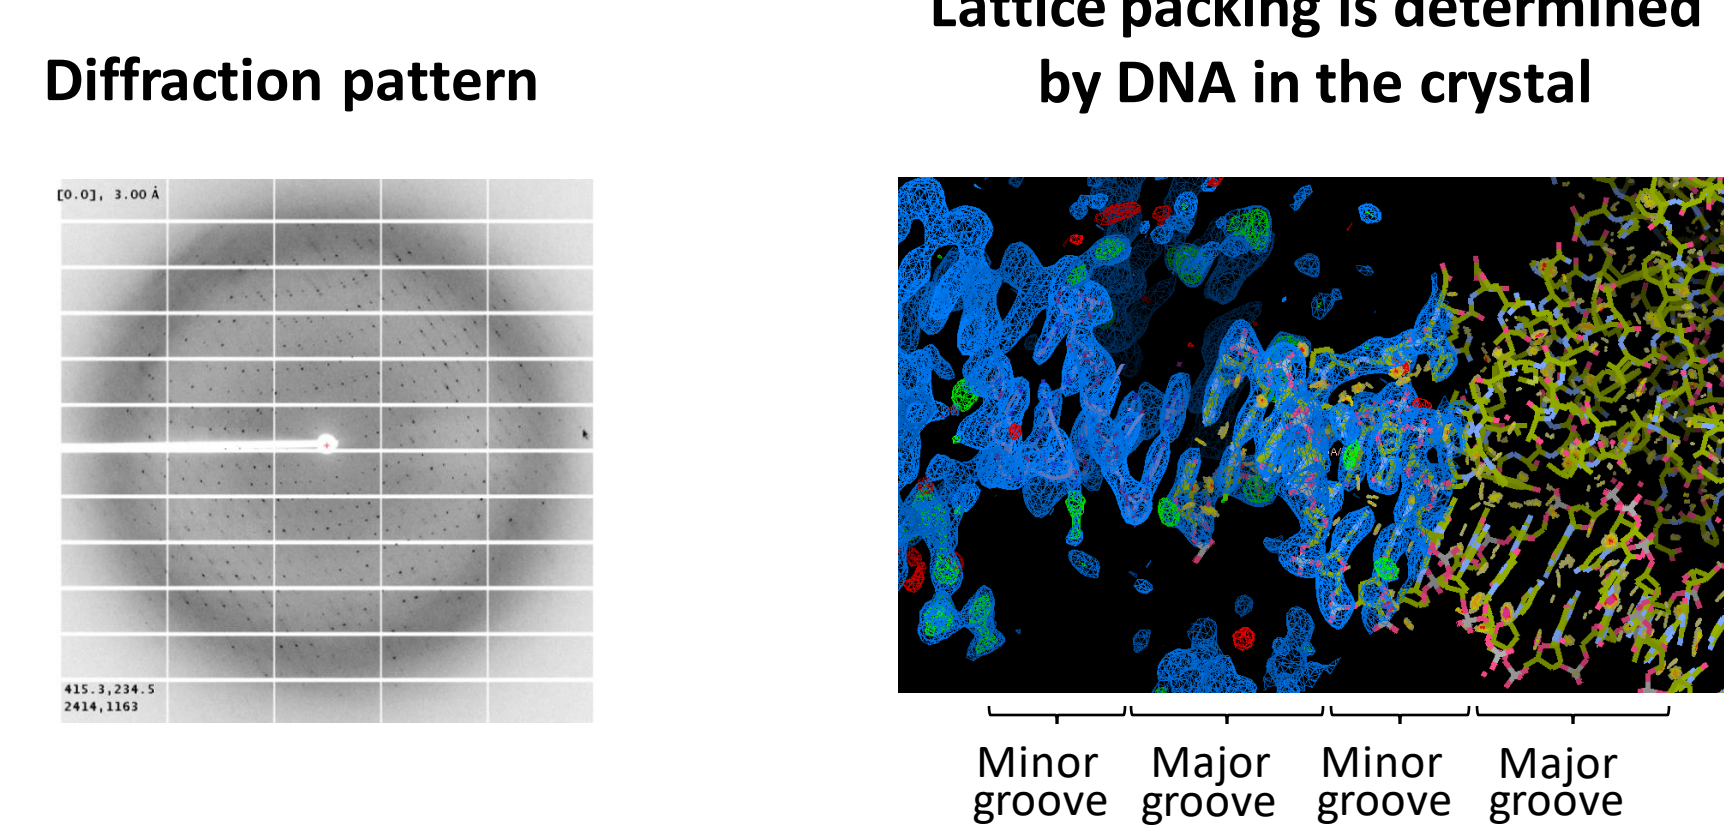 Lattice packing is determined
by DNA in the crystal
Diffraction pattern
[0.0], 3.00 Å
415.3,234.5
2414,1163
Minor groove
Major groove
Minor groove
Major groove